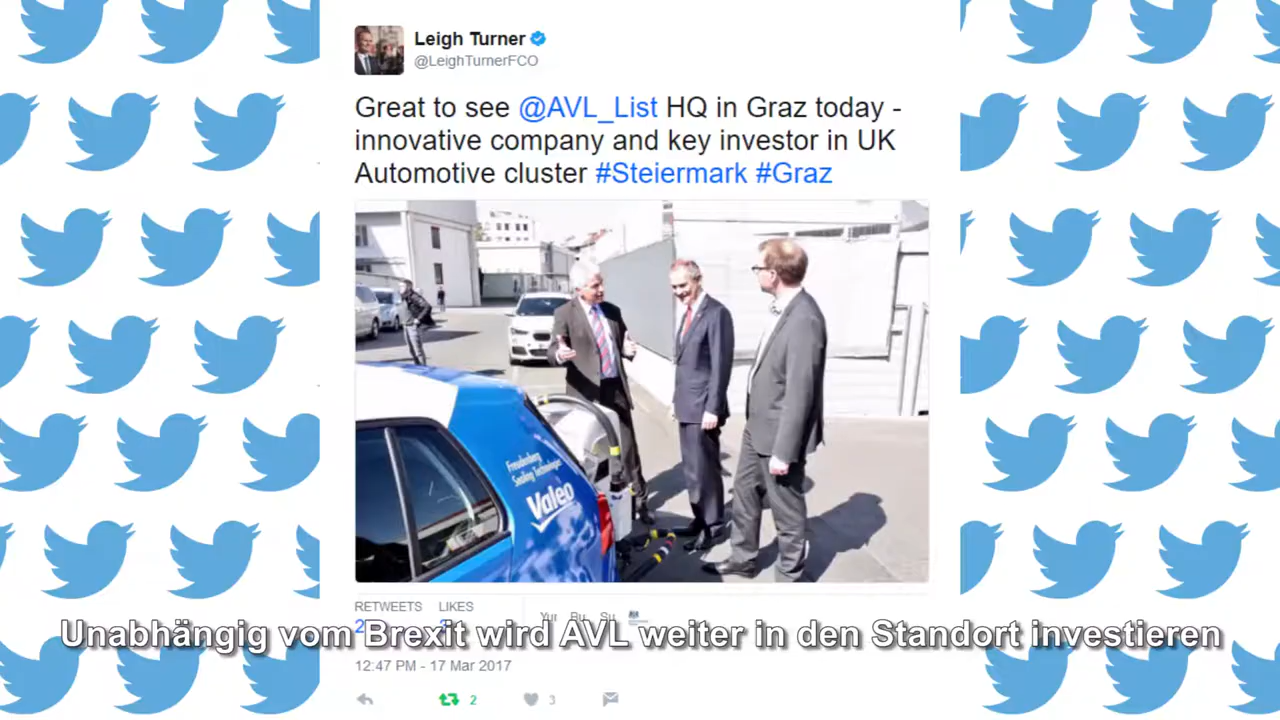 Leigh Turner
@LeighTurnerFCO
Great to see @AVL_List HQ in Graz today -
innovative company and key investor in UK
Automotive cluster #Steiermark #Graz
Freudenberg
Sealing Technologies
Valeo
RETWEETS LIKES
Unabhängig vom Brexit wird AVL weiter in den Standort investieren
12:47 PM - 17 Mar 2017
2 3